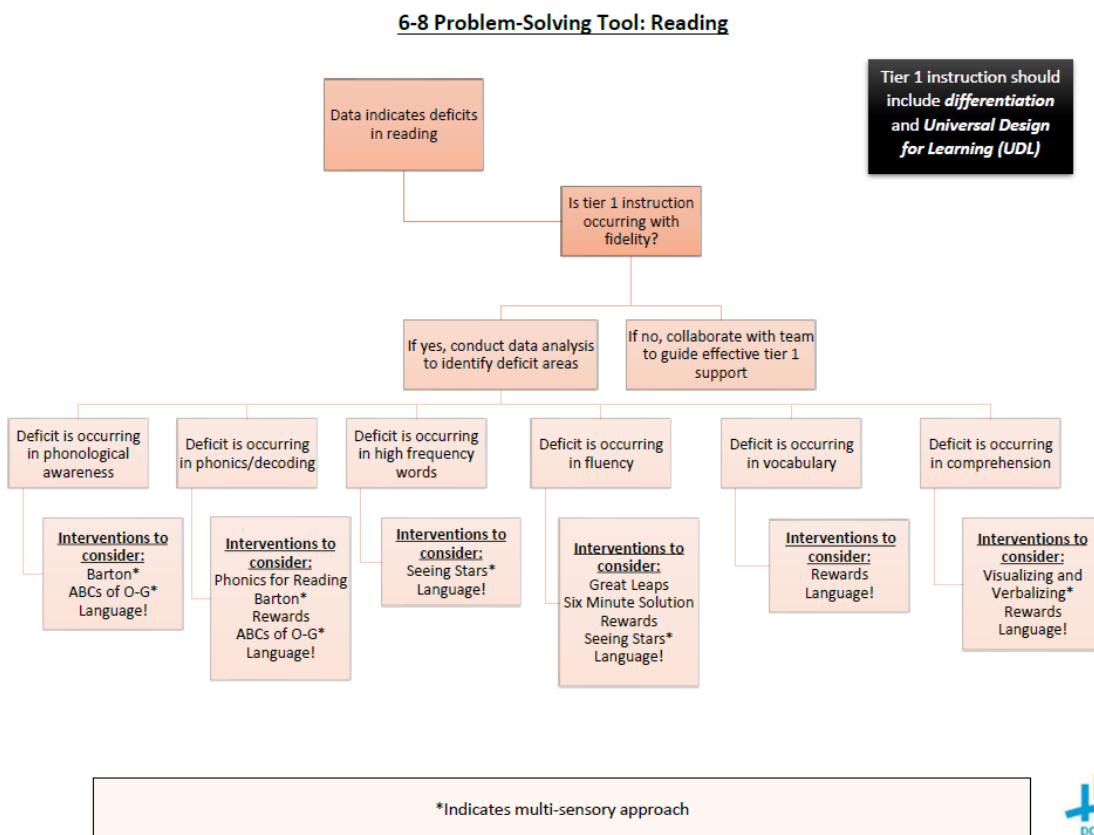 6-8 Problem-Solving Tool: Reading
Tier 1 instruction should
include differentiation
and Universal Design
for Learning (UDL)
Data indicates deficits
in reading
Is tier 1 instruction
occurring with
fidelity?
If yes, conduct data analysis
to identify deficit areas
If no, collaborate with team
to guide effective tier 1
support
Deficit is occurring
in phonological
awareness
Deficit is occurring
in phonics/decoding
Deficit is occurring
in high frequency
words
Deficit is occurring
in fluency
Deficit is occurring
in vocabulary
Deficit is occurring
in comprehension
Interventions to
consider:
Barton*
ABCs of O-G*
Language!
Interventions to
consider:
Phonics for Reading
Barton*
Rewards
ABCs of O-G*
Language!
Interventions to
consider:
Seeing Stars*
Language!
Interventions to
consider:
Great Leaps
Six Minute Solution
Rewards
Seeing Stars*
Language!
Interventions to
consider:
Rewards
Language!
Interventions to
consider:
Visualizing and
Verbalizing*
Rewards
Language!
*Indicates multi-sensory approach